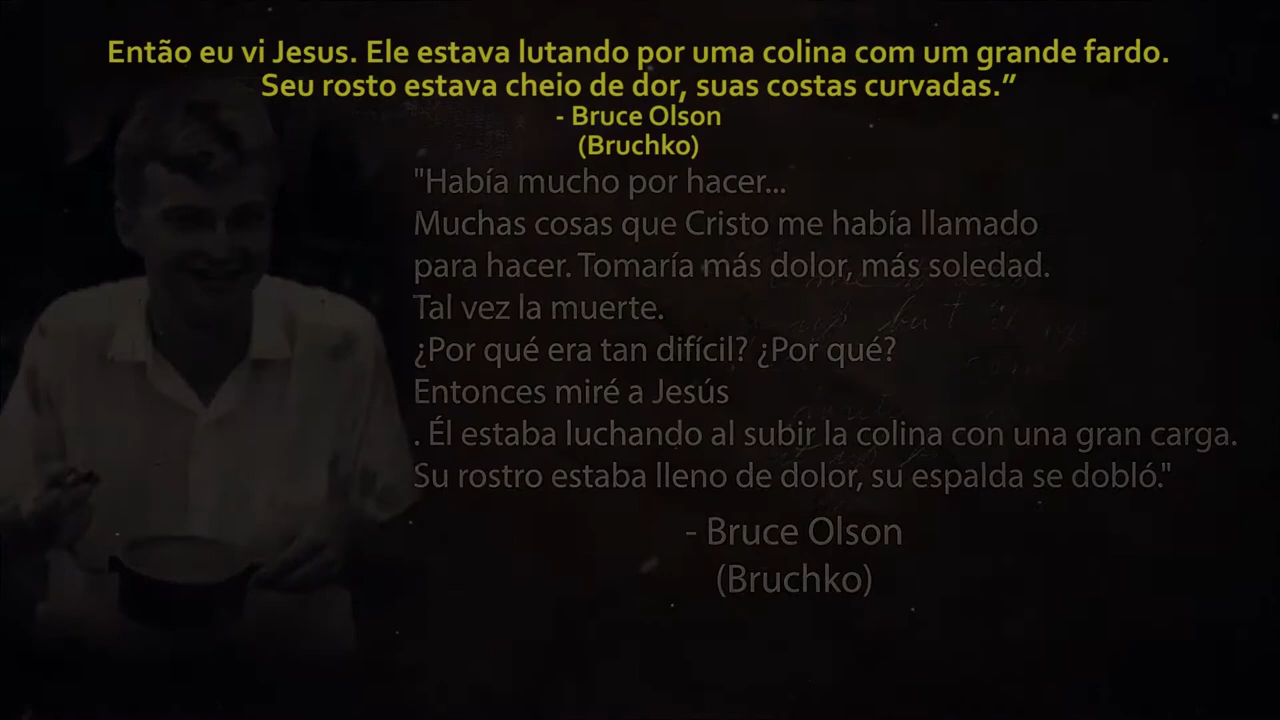 Então eu vi Jesus. Ele estava lutando por uma colina com um grande fardo.
Seu rosto estava cheio de dor, suas costas curvadas.”
- Bruce Olson
(Bruchko)
"Había mucho por hacer...
Muchas cosas que Cristo me había llamado
para hacer. Tomaría más dolor, más soledad.
Tal vez la muerte.
¿Por qué era tan difícil? ¿Por qué?
Entonces miré a Jesús
. Él estaba luchando al subir la colina con una gran carga.
Su rostro estaba lleno de dolor, su espalda se dobló."
- Bruce Olson
(Bruchko)
but